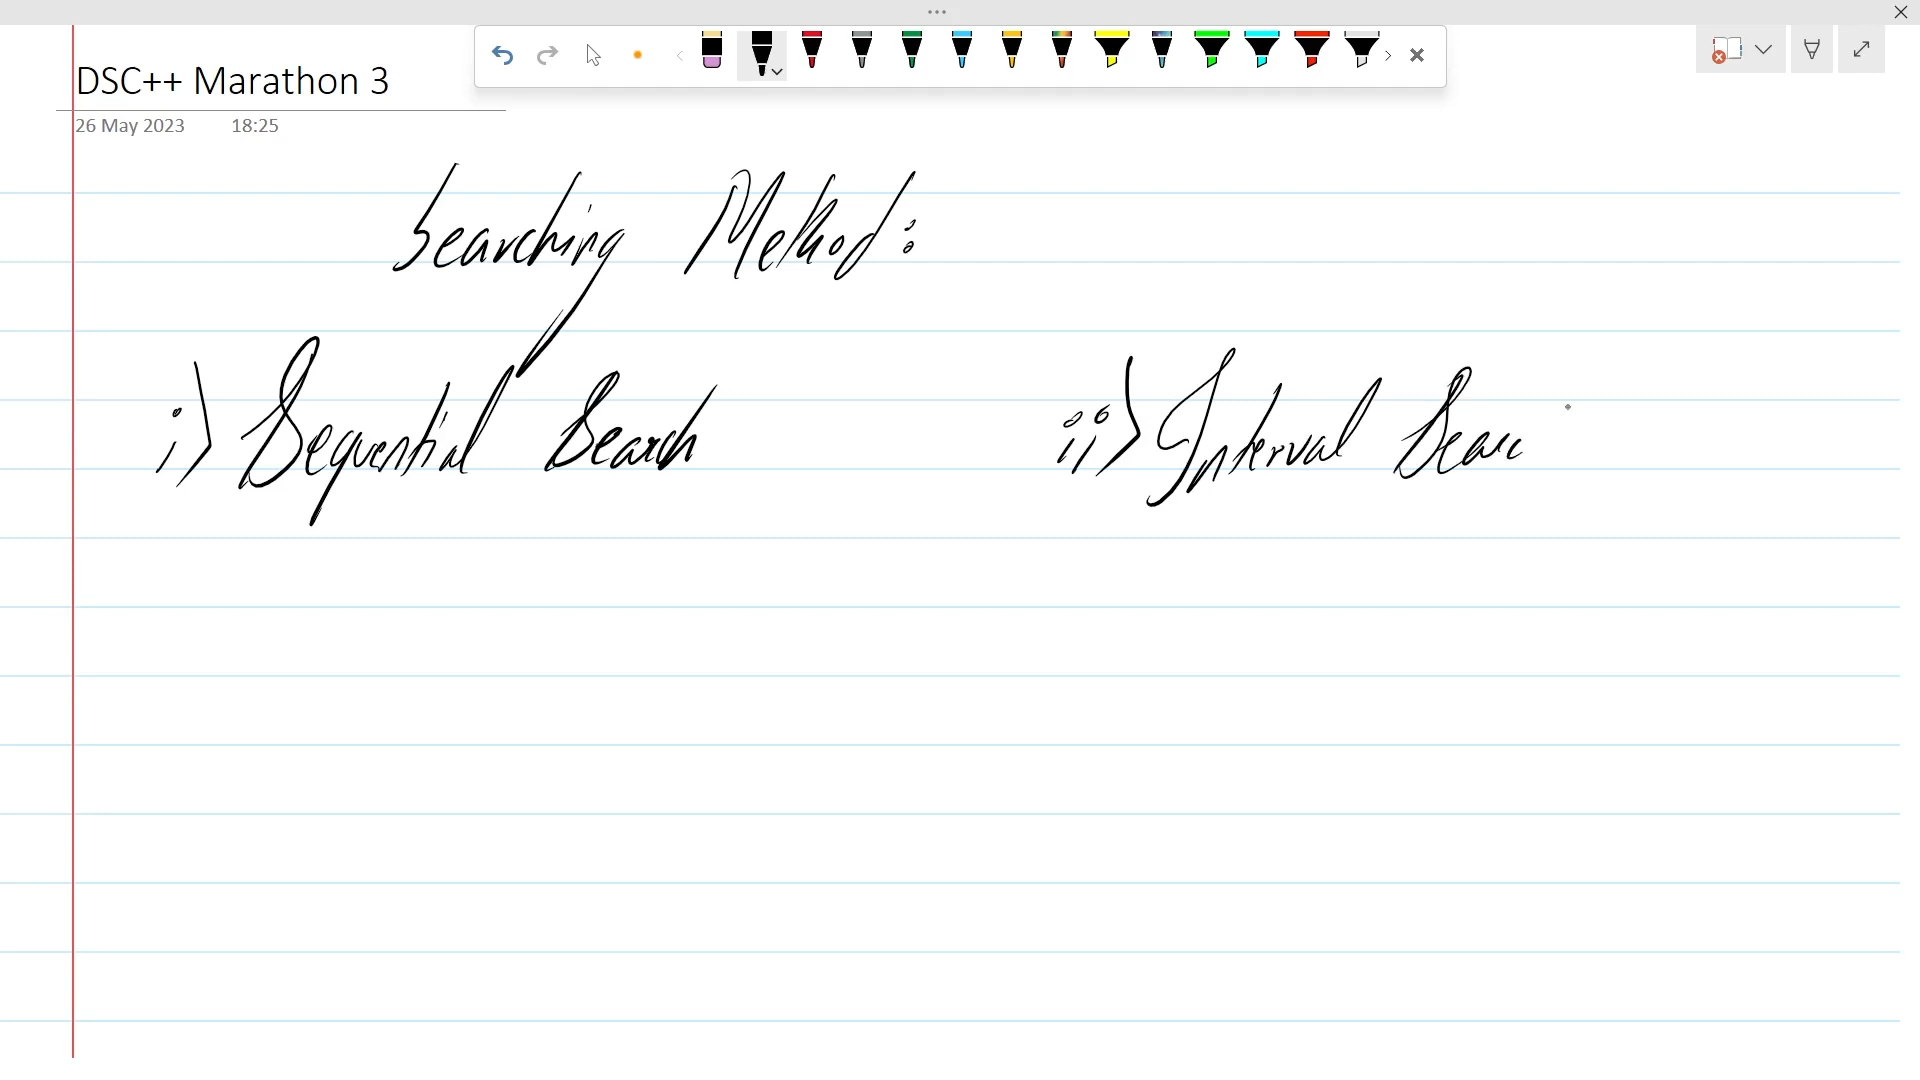 DSC++ Marathon 3
26 May 2023 18:25
Searching Method:
i) Sequential Search ii) Interval Searc